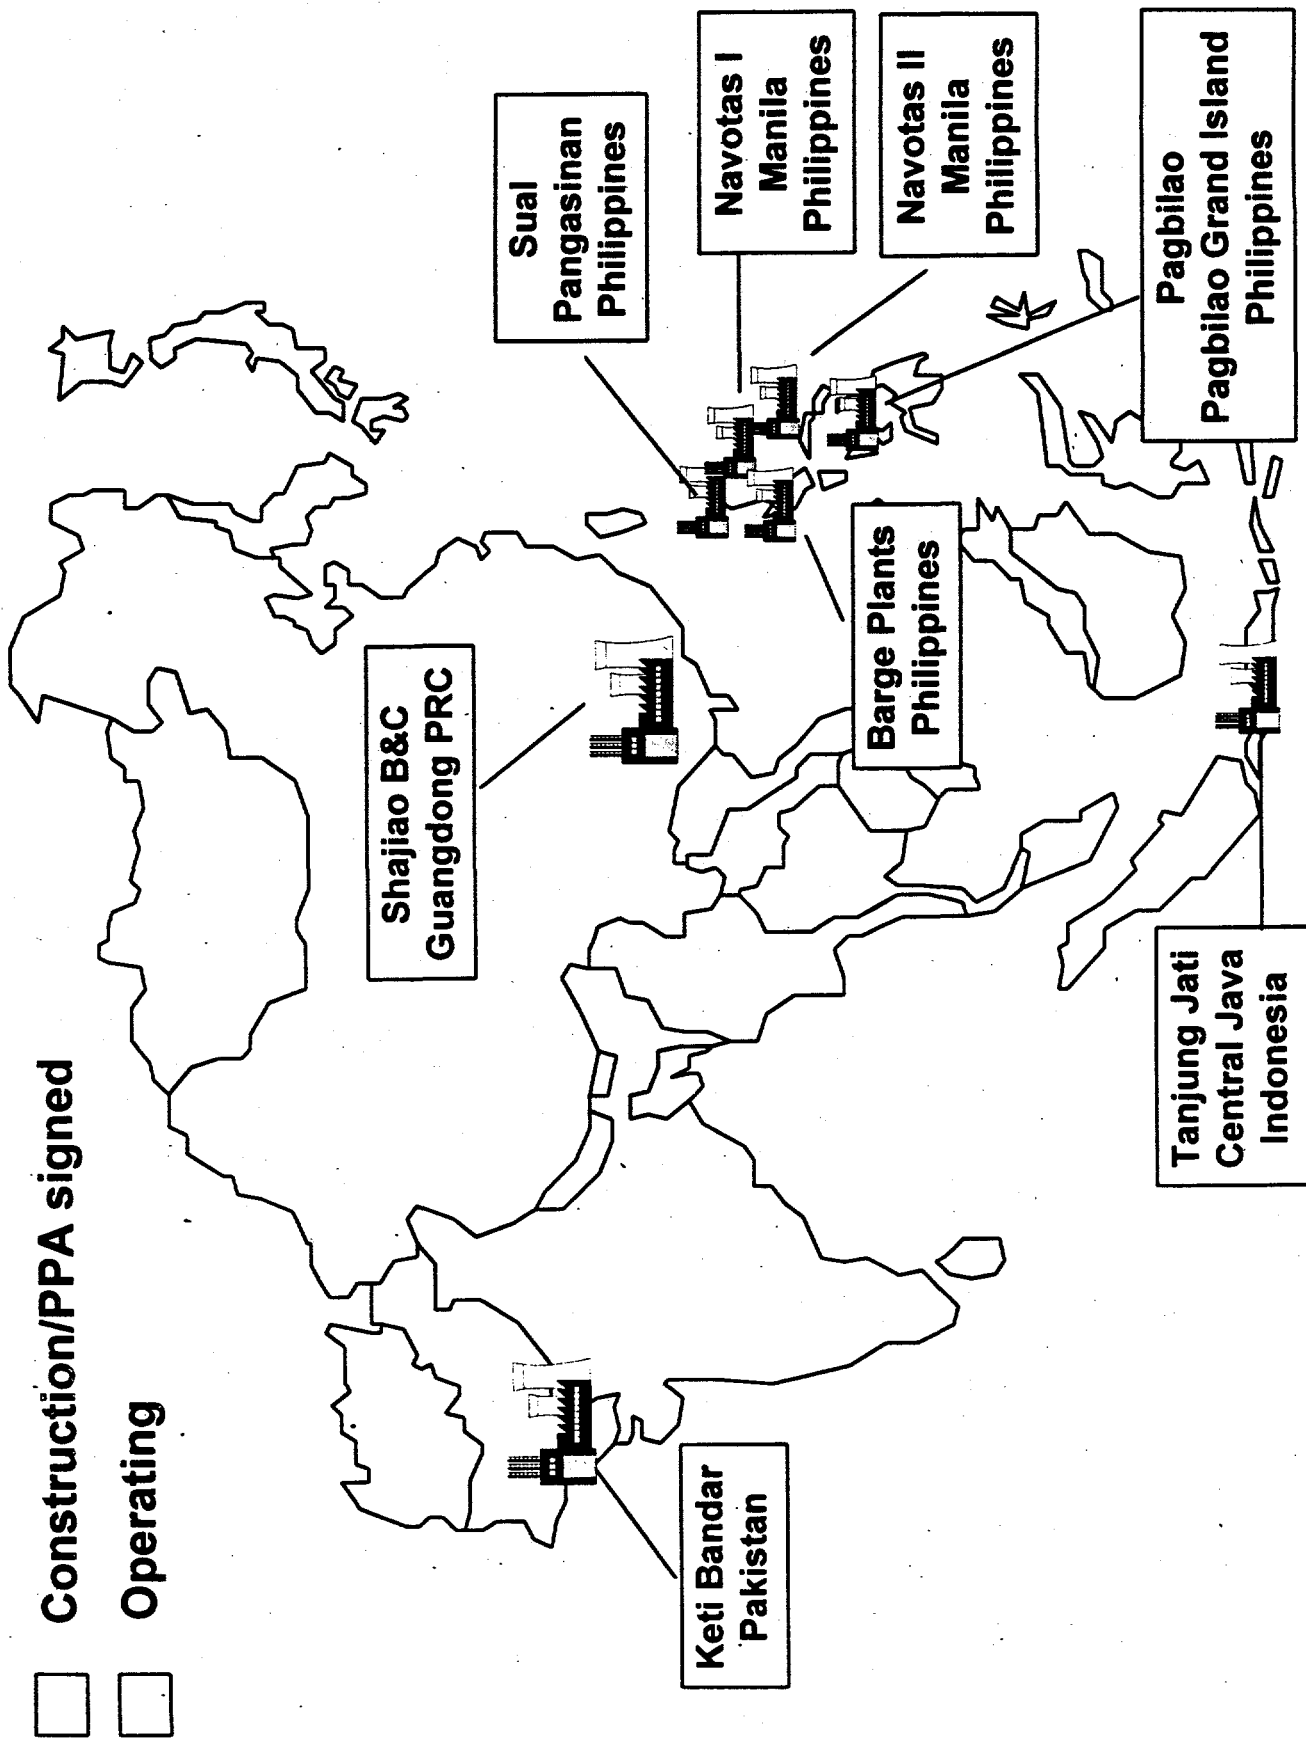 Construction/PPA signed
Operating
Shajiao B&C
Guangdong PRC
Sual
Pangasinan
Philippines
Navotas I
Manila
Philippines
Navotas II
Manila
Philippines
Pagbilao
Pagbilao Grand Island
Philippines
Barge Plants
Philippines
Keti Bandar
Pakistan
Tanjung Jati
Central Java
Indonesia